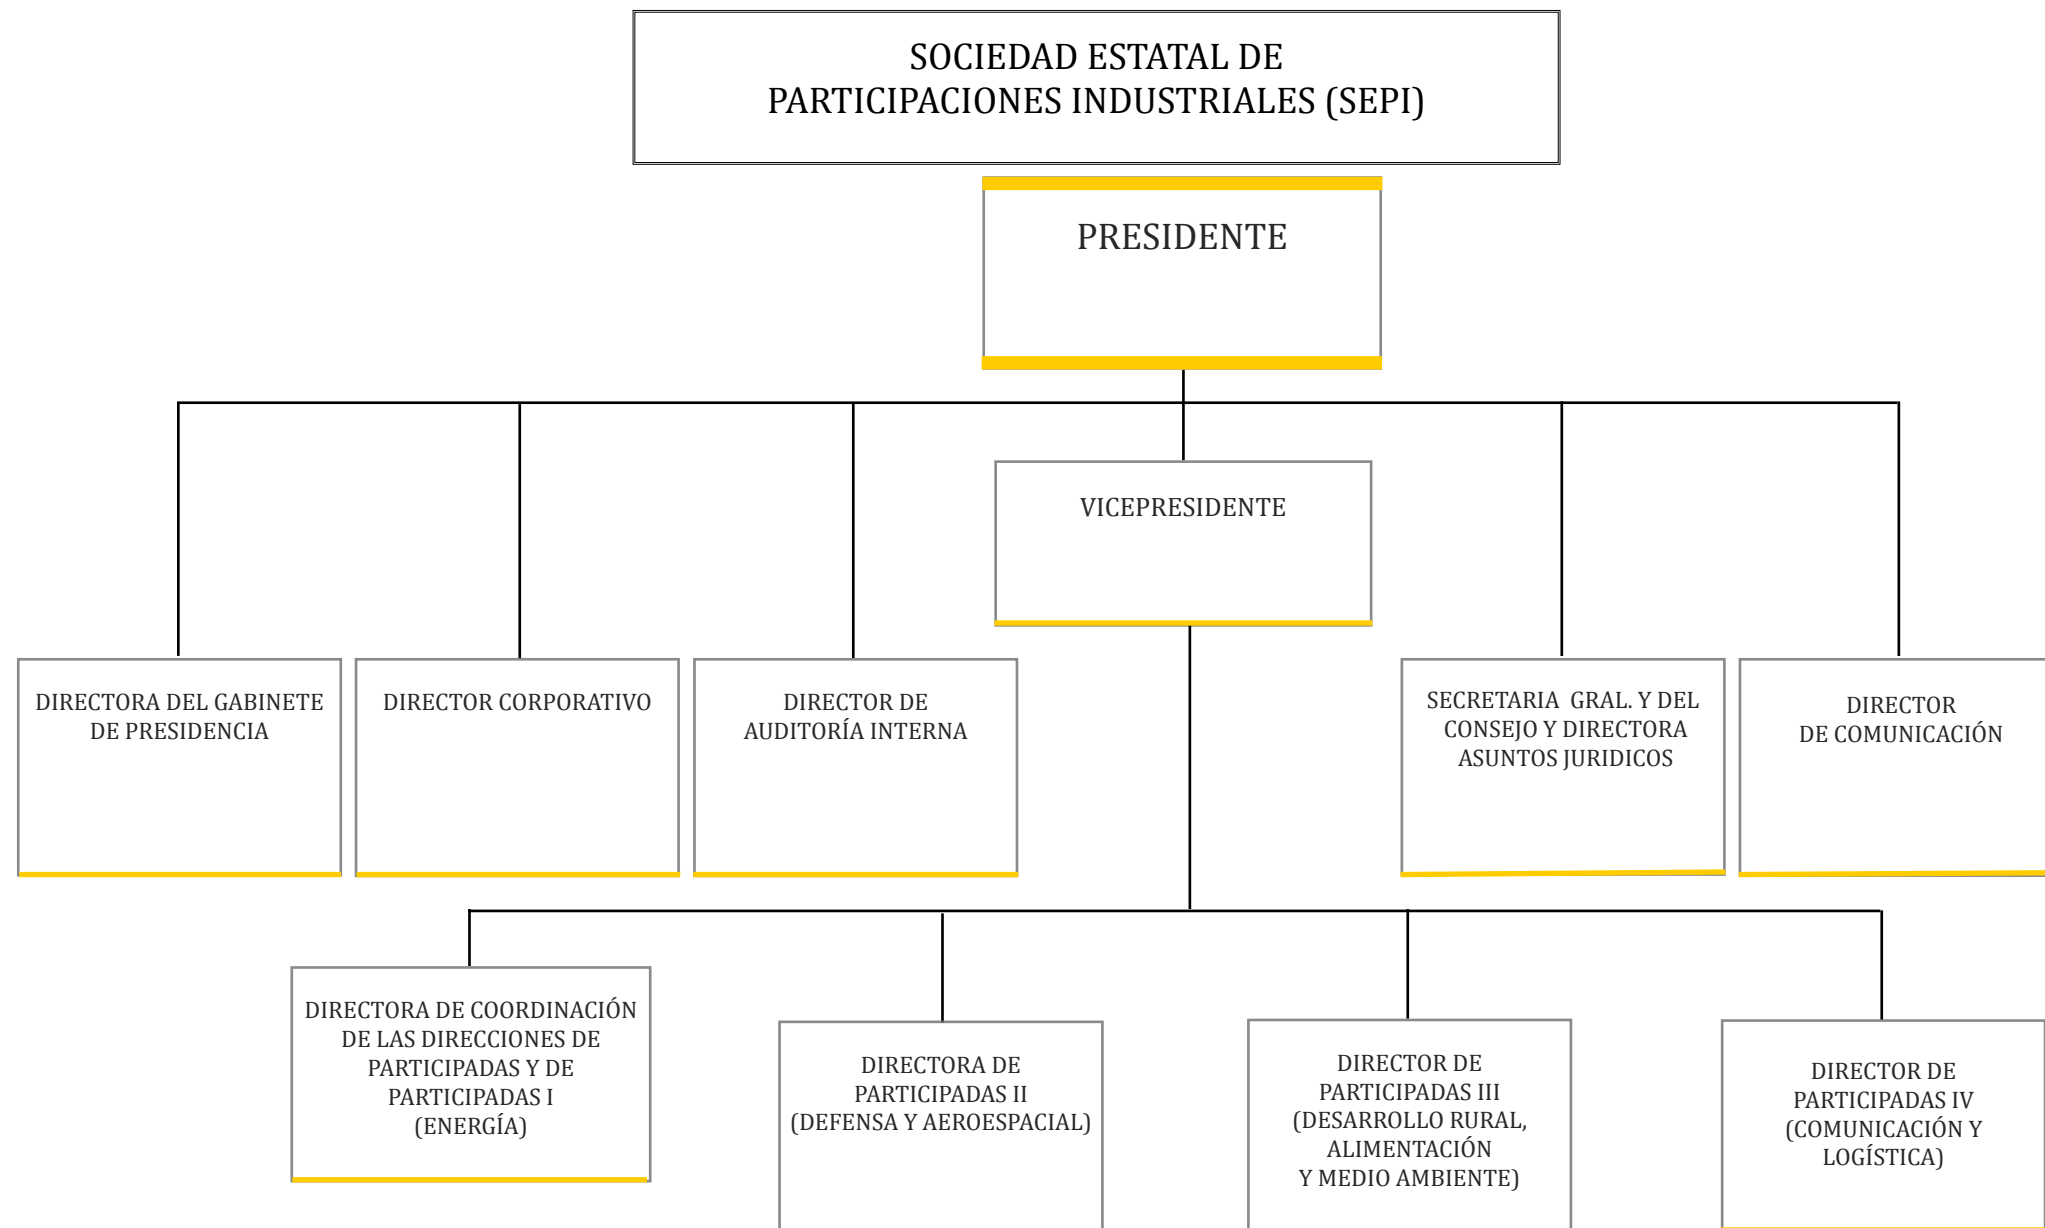 SOCIEDAD ESTATAL DE
PARTICIPACIONES INDUSTRIALES (SEPI)
PRESIDENTE
VICEPRESIDENTE
DIRECTORA DEL GABINETE
DE PRESIDENCIA
DIRECTOR CORPORATIVO
DIRECTOR DE
AUDITORÍA INTERNA
SECRETARIA GRAL. Y DEL
CONSEJO Y DIRECTORA
ASUNTOS JURIDICOS
DIRECTOR
DE COMUNICACIÓN
DIRECTORA DE COORDINACIÓN
DE LAS DIRECCIONES DE
PARTICIPADAS Y DE
PARTICIPADAS I
(ENERGÍA)
DIRECTORA DE
PARTICIPADAS II
(DEFENSA Y AEROESPACIAL)
DIRECTOR DE
PARTICIPADAS III
(DESARROLLO RURAL,
ALIMENTACIÓN
Y MEDIO AMBIENTE)
DIRECTOR DE
PARTICIPADAS IV
(COMUNICACIÓN Y
LOGÍSTICA)